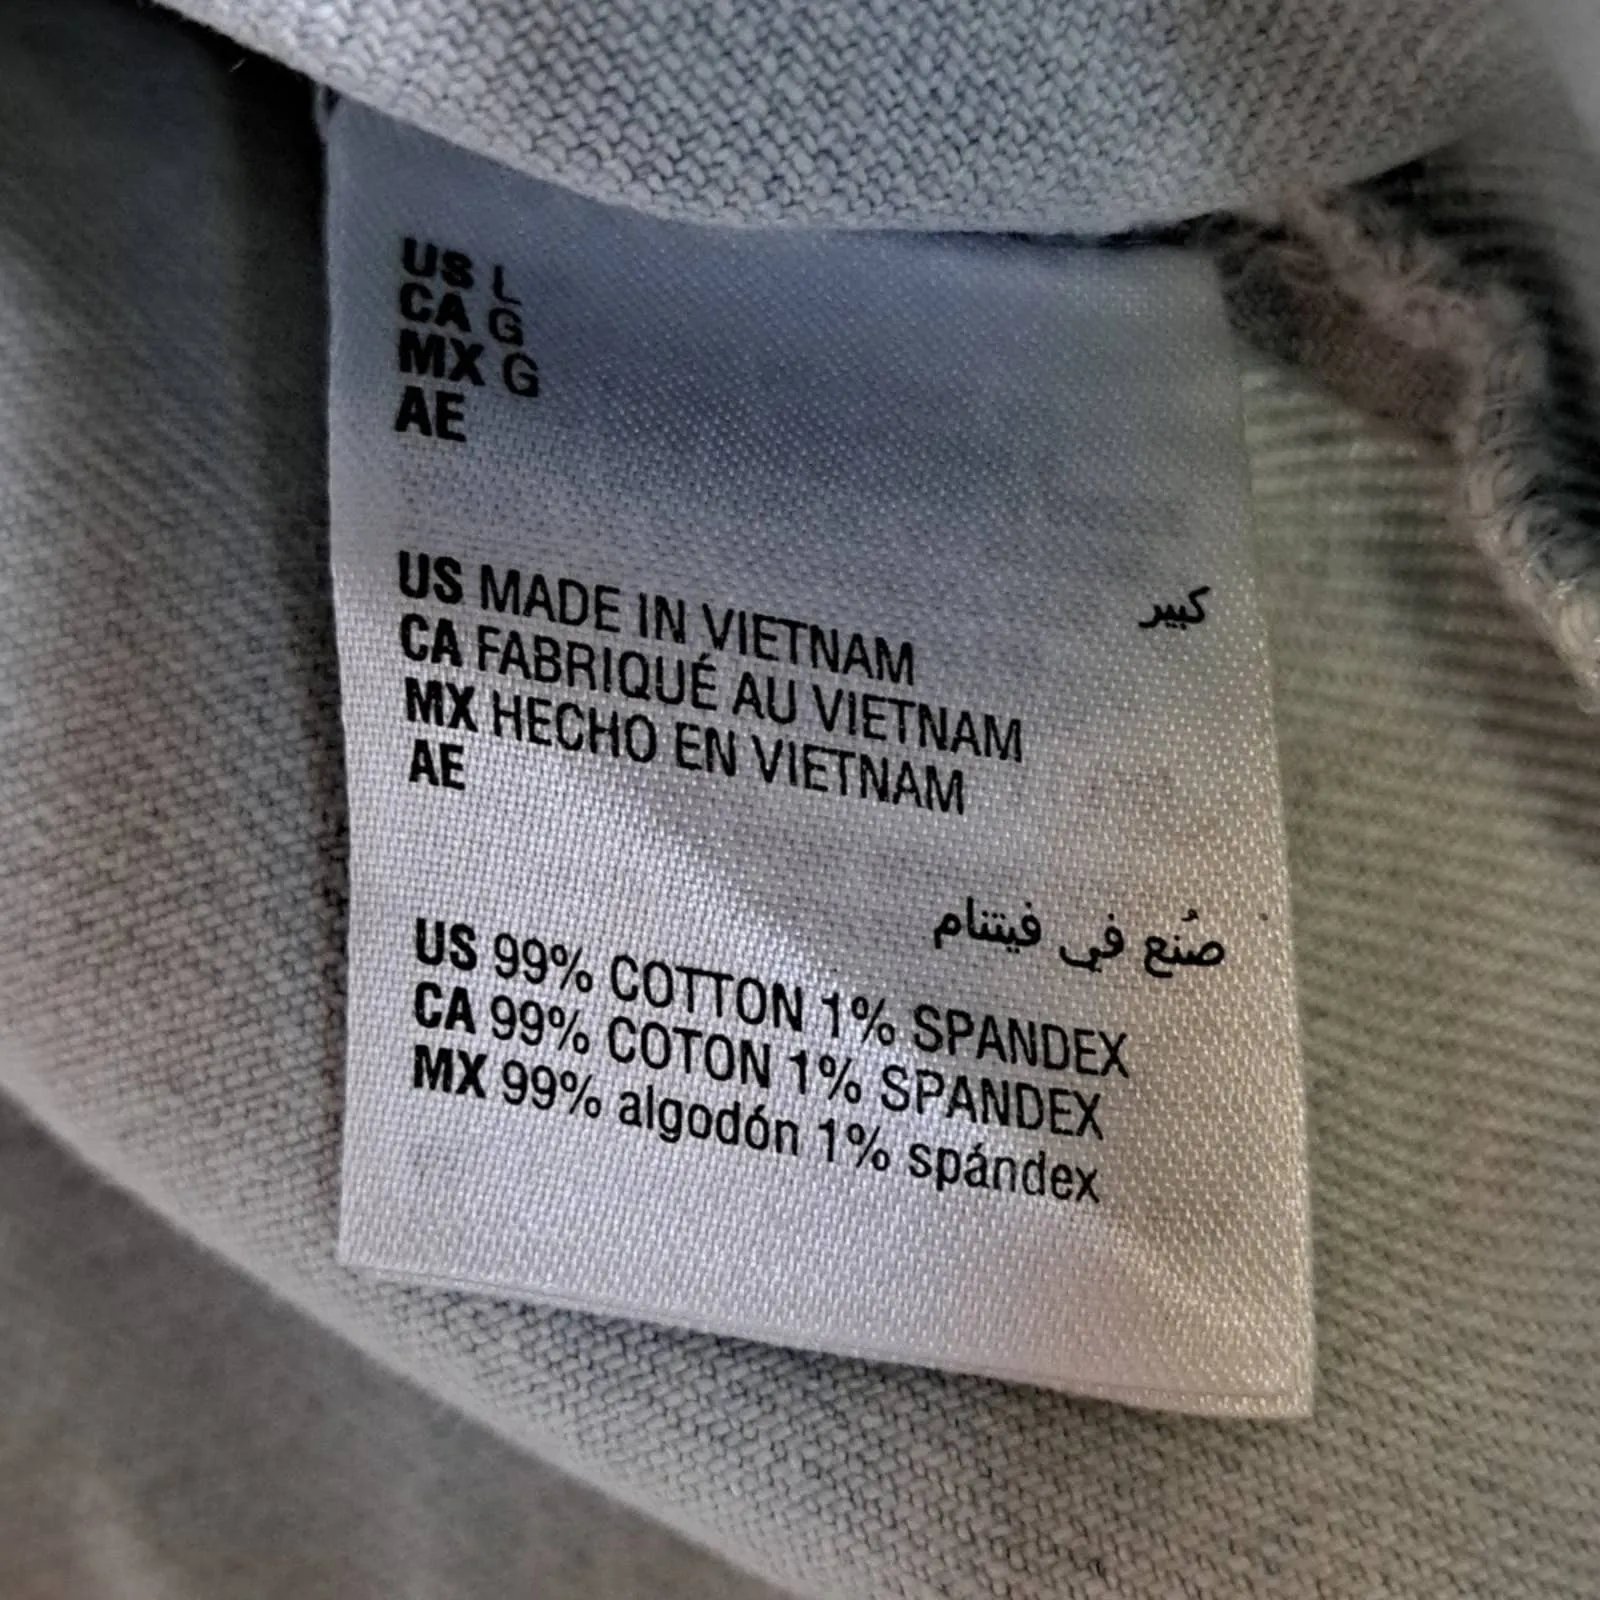 US L
CA G
MX G
AE
كبير
US MADE IN VIETNAM
CA FABRIQUÉ AU VIETNAM
MX HECHO EN VIETNAM
AE
صُنع في فيتنام
US 99% COTTON 1% SPANDEX
CA 99% COTON 1% SPANDEX
MX 99% algodón 1% spándex